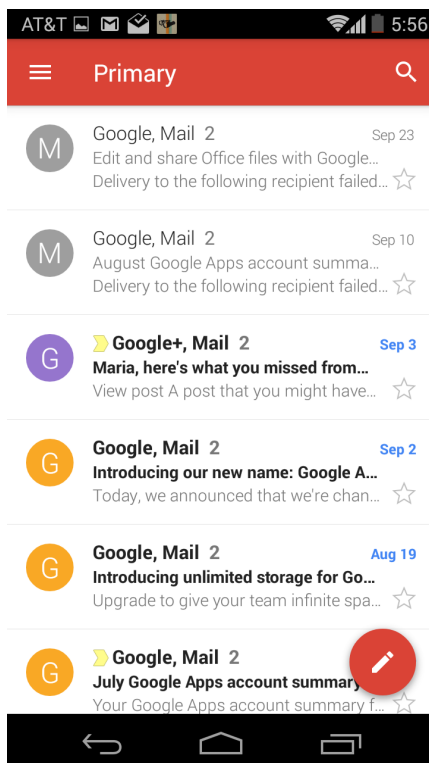 AT&T 5:56
Primary
M Google, Mail 2 Sep 23
Edit and share Office files with Google...
Delivery to the following recipient failed...
M Google, Mail 2 Sep 10
August Google Apps account summa...
Delivery to the following recipient failed...
G Google+, Mail 2 Sep 3
Maria, here's what you missed from...
View post A post that you might have...
G Google, Mail 2 Sep 2
Introducing our new name: Google A...
Today, we announced that we're chan...
G Google, Mail 2 Aug 19
Introducing unlimited storage for Go...
Upgrade to give your team infinite spa...
G Google, Mail 2
July Google Apps account summary
Your Google Apps account summary f...